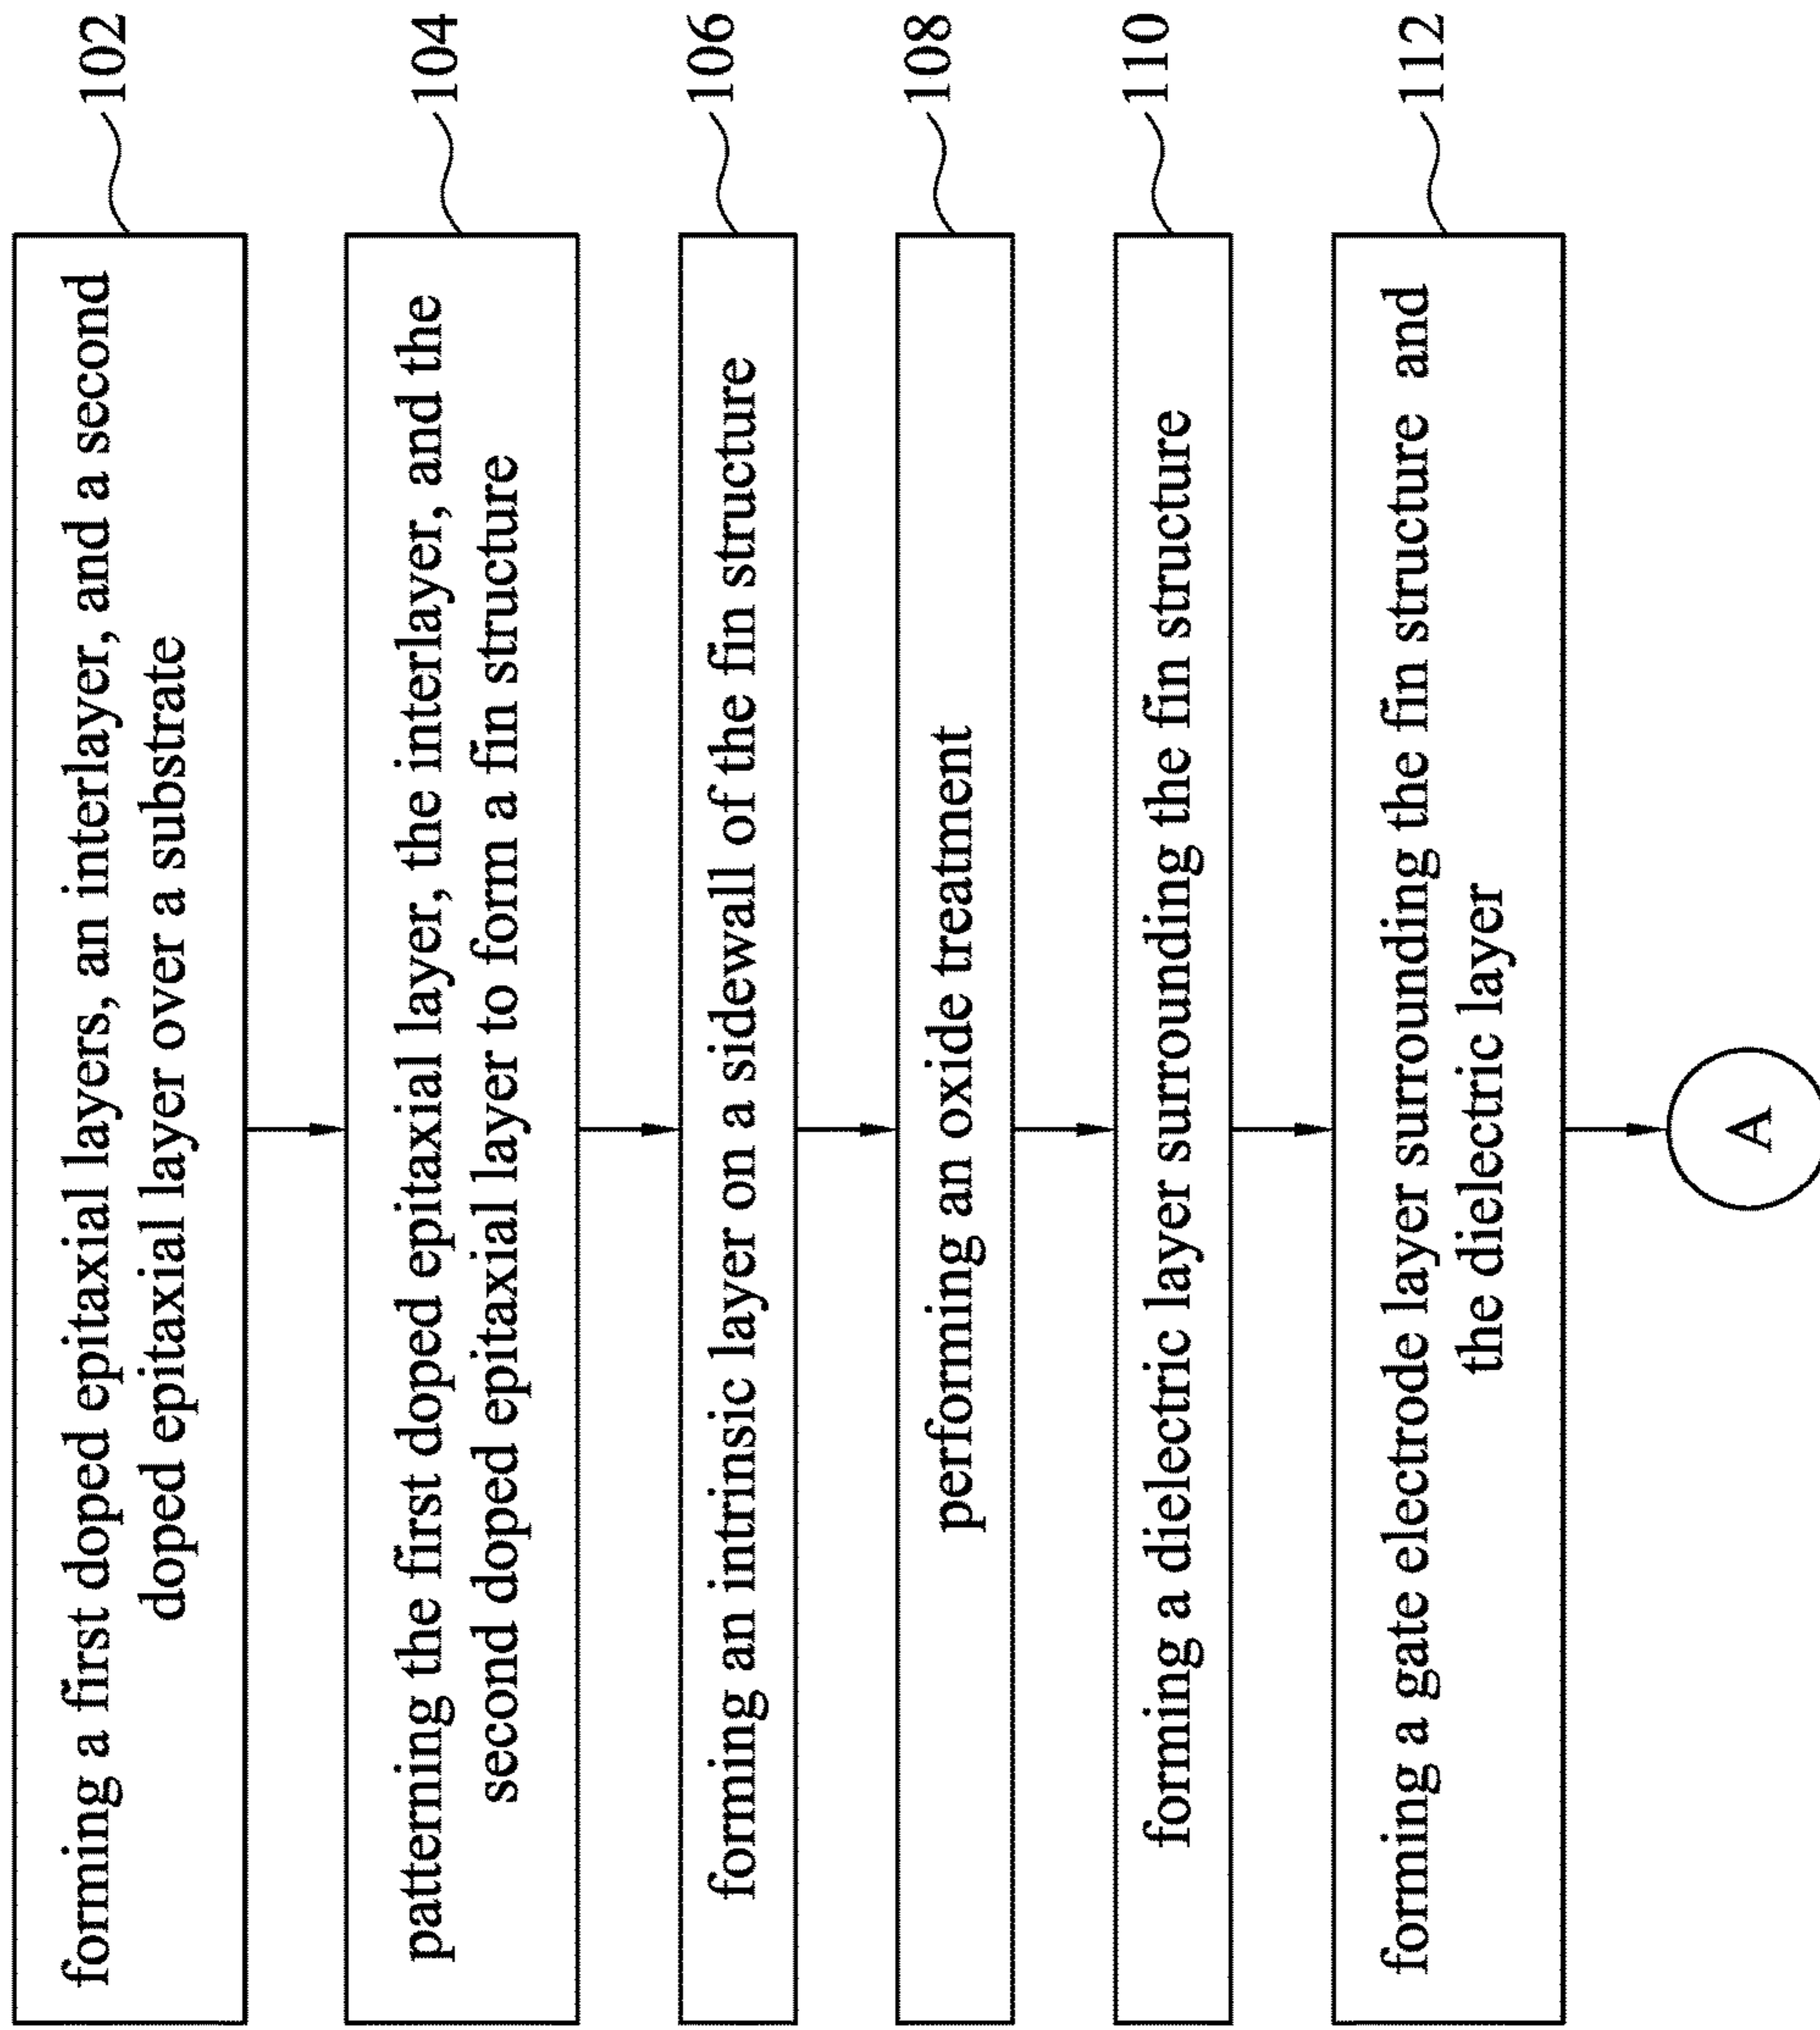 forming a first doped epitaxial layers, an interlayer, and a second
doped epitaxial layer over a substrate
102
patterning the first doped epitaxial layer, the interlayer, and the
second doped epitaxial layer to form a fin structure
104
forming an intrinsic layer on a sidewall of the fin structure
106
performing an oxide treatment
108
forming a dielectric layer surrounding the fin structure
110
forming a gate electrode layer surrounding the fin structure and
the dielectric layer
112
A